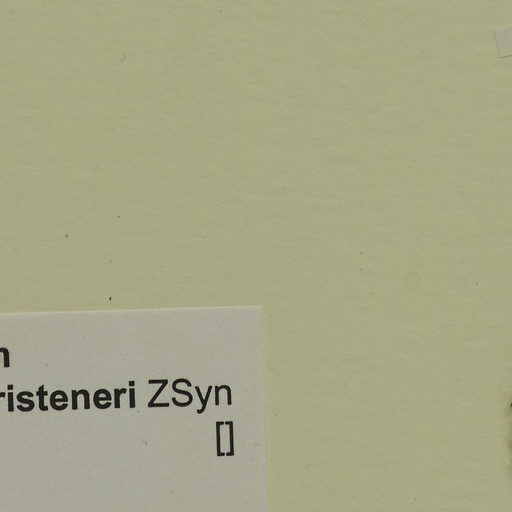 n
risteneri ZSyn
[]